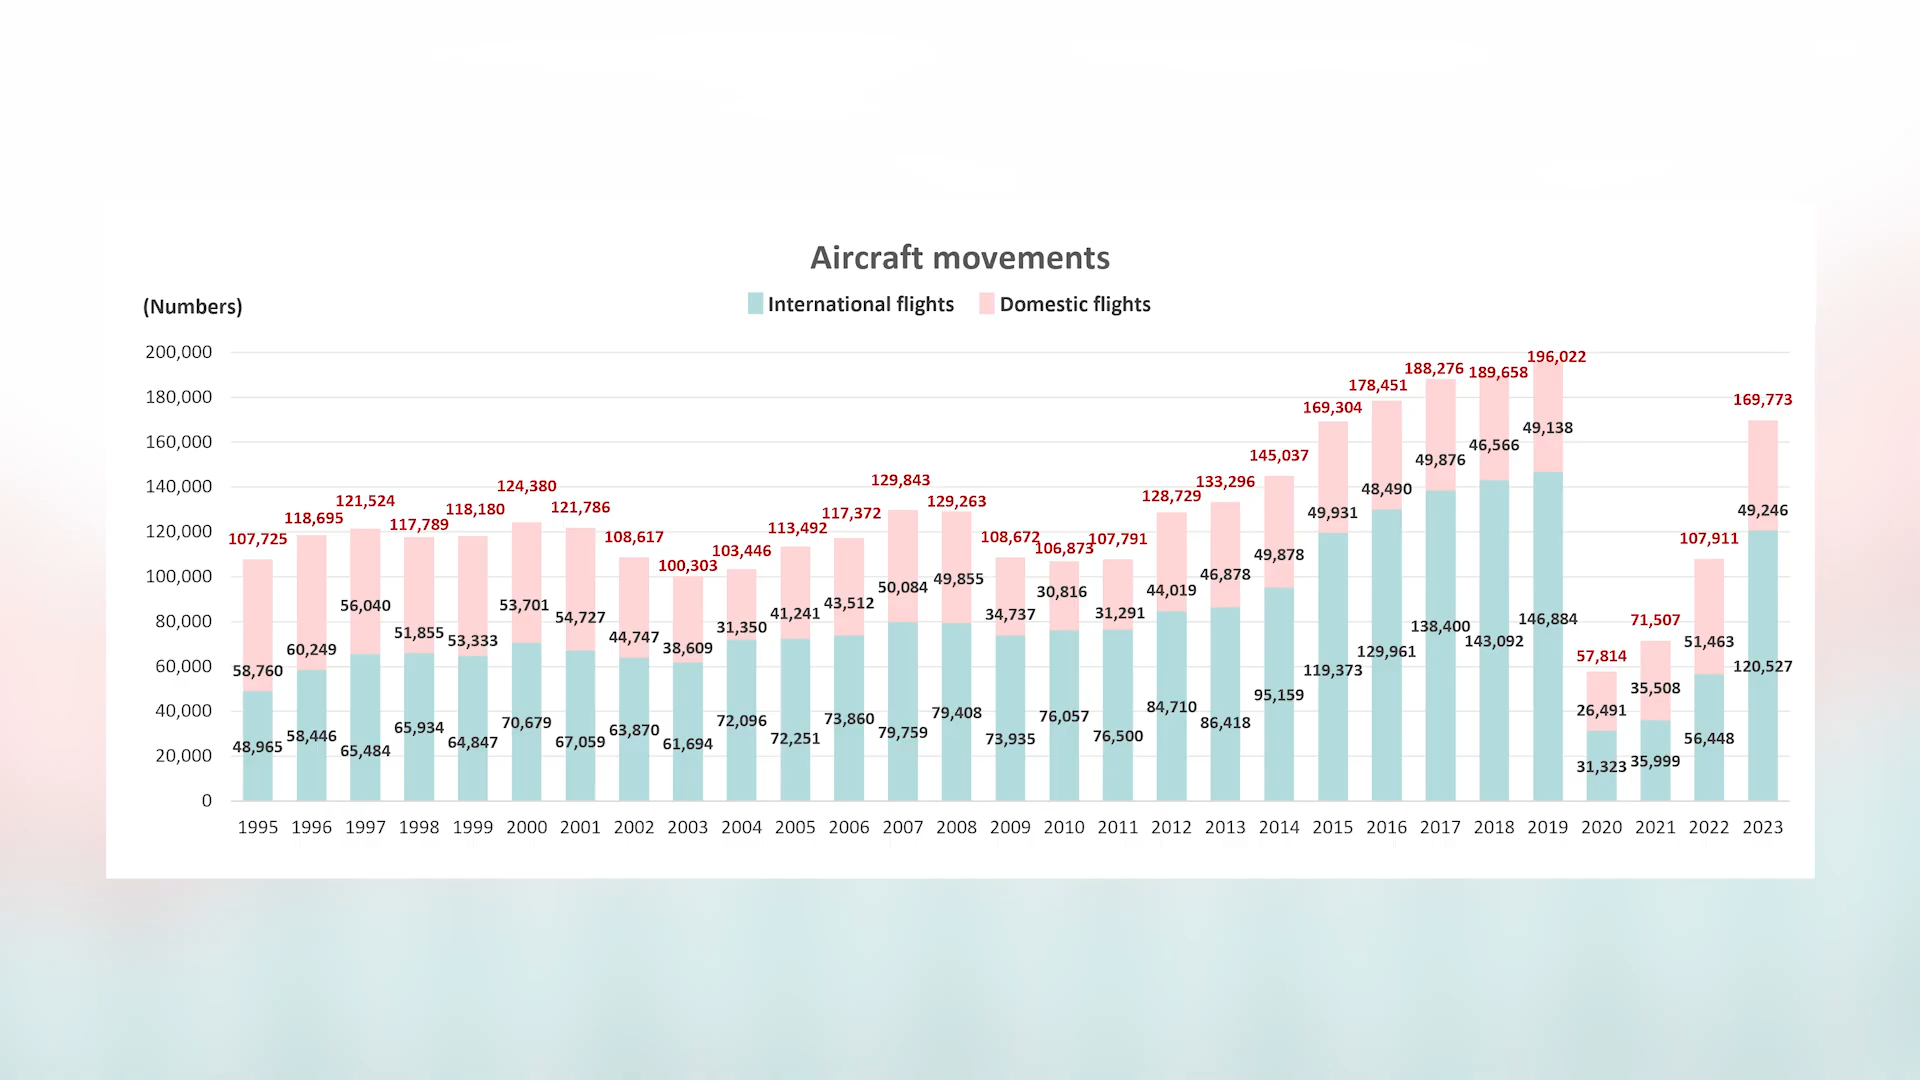 Aircraft movements
(Numbers)
International flights Domestic flights
200,000
180,000
160,000
140,000
120,000
100,000
80,000
60,000
40,000
20,000
0
107,725 118,695 121,524 117,789 118,180 124,380 121,786 108,617 100,303 103,446 113,492 117,372 129,843 129,263 108,672 106,873 107,791 128,729 133,296 145,037 169,304 178,451 188,276 189,658 196,022 57,814 71,507 107,911 169,773
58,760 60,249 56,040 51,855 53,333 53,701 54,727 44,747 38,609 31,350 41,241 43,512 50,084 49,855 34,737 30,816 31,291 44,019 46,878 49,878 49,931 48,490 49,876 46,566 49,138 26,491 35,508 51,463 49,246
48,965 58,446 65,484 65,934 64,847 70,679 67,059 63,870 61,694 72,096 72,251 73,860 79,759 79,408 73,935 76,057 76,500 84,710 86,418 95,159 119,373 129,961 138,400 143,092 146,884 31,323 35,999 56,448 120,527
1995 1996 1997 1998 1999 2000 2001 2002 2003 2004 2005 2006 2007 2008 2009 2010 2011 2012 2013 2014 2015 2016 2017 2018 2019 2020 2021 2022 2023